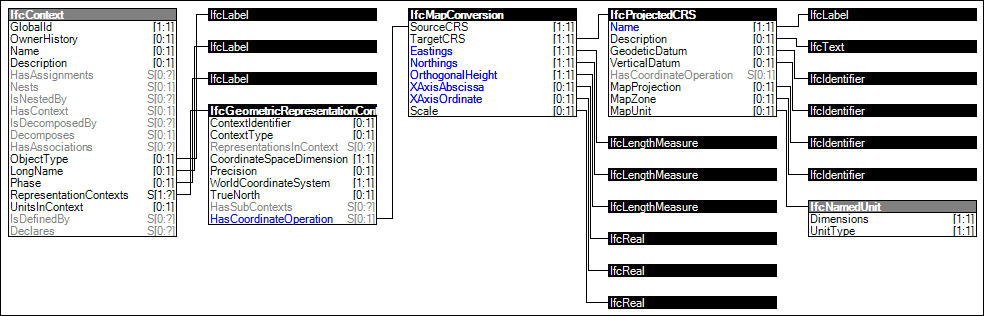 IfcContext
GlobalId [1:1]
OwnerHistory [0:1]
Name [0:1]
Description [0:1]
HasAssignments S[0:?]
Nests S[0:1]
IsNestedBy S[0:?]
HasContext S[0:1]
IsDecomposedBy S[0:?]
Decomposes S[0:1]
HasAssociations S[0:?]
ObjectType [0:1]
LongName [0:1]
Phase [0:1]
RepresentationContexts S[1:?]
UnitsInContext [0:1]
IsDefinedBy S[0:?]
Declares S[0:?]
IfcLabel
IfcLabel
IfcLabel
IfcGeometricRepresentationCont
ContextIdentifier [0:1]
ContextType [0:1]
RepresentationsInContext S[0:?]
CoordinateSpaceDimension [1:1]
Precision [0:1]
WorldCoordinateSystem [1:1]
TrueNorth [0:1]
HasSubContexts S[0:?]
HasCoordinateOperation S[0:1]
IfcMapConversion
SourceCRS [1:1]
TargetCRS [1:1]
Eastings [1:1]
Northings [1:1]
OrthogonalHeight [1:1]
XAxisAbscissa [0:1]
XAxisOrdinate [0:1]
Scale [0:1]
IfcProjectedCRS
Name [1:1]
Description [0:1]
GeodeticDatum [0:1]
VerticalDatum [0:1]
HasCoordinateOperation S[0:1]
MapProjection [0:1]
MapZone [0:1]
MapUnit [0:1]
IfcLengthMeasure
IfcLengthMeasure
IfcLengthMeasure
IfcReal
IfcReal
IfcReal
IfcLabel
IfcText
IfcIdentifier
IfcIdentifier
IfcIdentifier
IfcIdentifier
IfcNamedUnit
Dimensions [1:1]
UnitType [1:1]